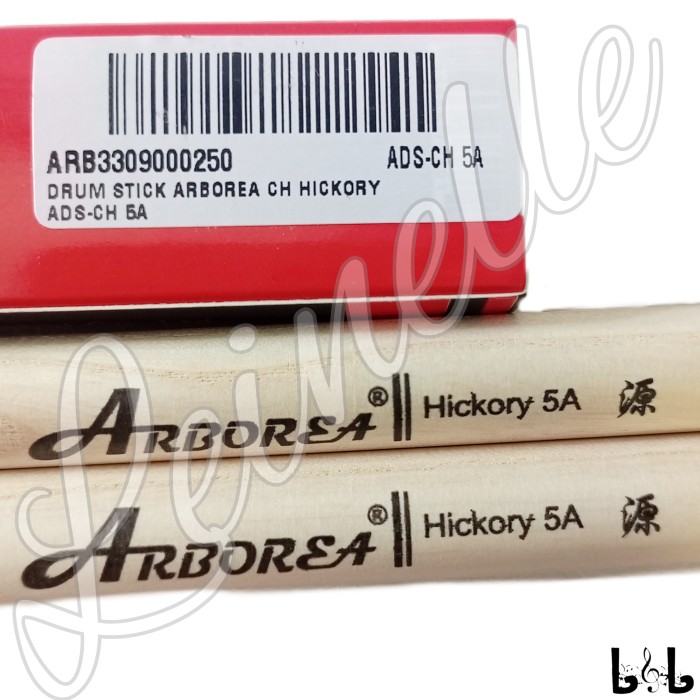 ARB3309000250 ADS-CH 5A
DRUM STICK ARBOREA CH HICKORY
ADS-CH 5A
ARBOREA® Hickory 5A 源
ARBOREA® Hickory 5A 源
Leinelle
L&L